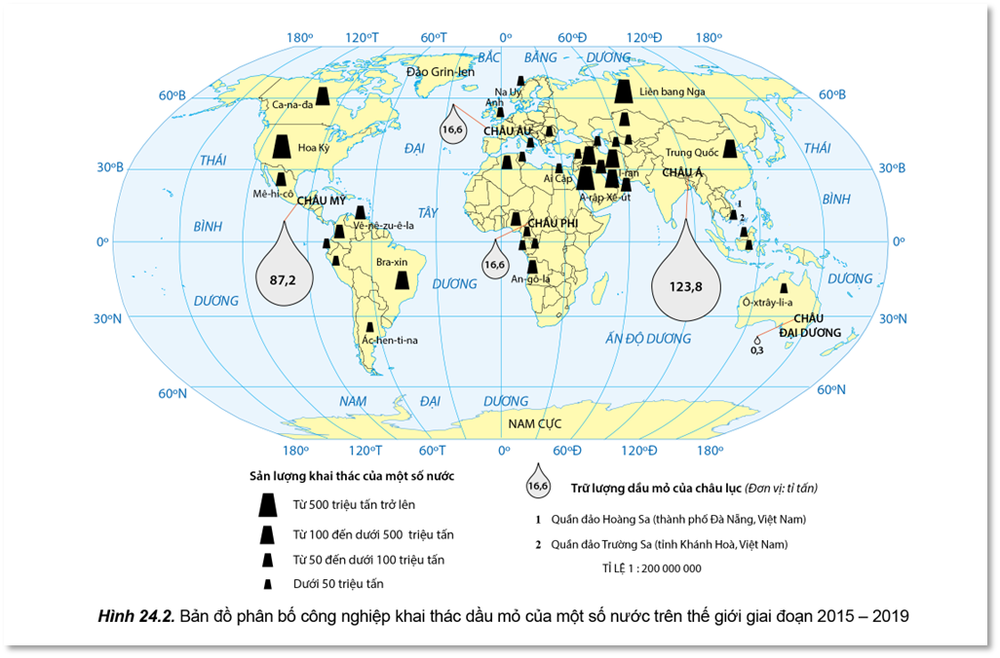 180º 120ºT 60ºT 0º 60ºĐ 120ºĐ 180º
BẮC BĂNG DƯƠNG
Đảo Grin-len
Na Uy
Liên bang Nga
60ºB
60ºB
Ca-na-đa
Anh
16,6
CHÂU ÂU
Hoa Kỳ
THÁI
ĐẠI
Trung Quốc
THÁI
30ºB
30ºB
Ai Cập
I-ran
CHÂU Á
Mê-hi-cô
CHÂU MỸ
A-rập Xê-út
BÌNH
1
2
TÂY
Vê-nê-zu-ê-la
CHÂU PHI
BÌNH
0º
0º
Bra-xin
16,6
87,2
An-gô-la
DƯƠNG
123,8
DƯƠNG
DƯƠNG
Ô-xtrây-li-a
30ºN
30ºN
CHÂU
ĐẠI DƯƠNG
Ác-hen-ti-na
ẤN ĐỘ DƯƠNG
0,3
60ºN
60ºN
NAM ĐẠI DƯƠNG
NAM CỰC
180º 120ºT 60ºT 0º 60ºĐ 120ºĐ 180º
Sản lượng khai thác của một số nước
Từ 500 triệu tấn trở lên
Từ 100 đến dưới 500 triệu tấn
Từ 50 đến dưới 100 triệu tấn
Dưới 50 triệu tấn
16,6 Trữ lượng dầu mỏ của châu lục (Đơn vị: tỉ tấn)
1 Quần đảo Hoàng Sa (thành phố Đà Nẵng, Việt Nam)
2 Quần đảo Trường Sa (tỉnh Khánh Hoà, Việt Nam)
TỈ LỆ 1 : 200 000 000
Hình 24.2. Bản đồ phân bố công nghiệp khai thác dầu mỏ của một số nước trên thế giới giai đoạn 2015 – 2019